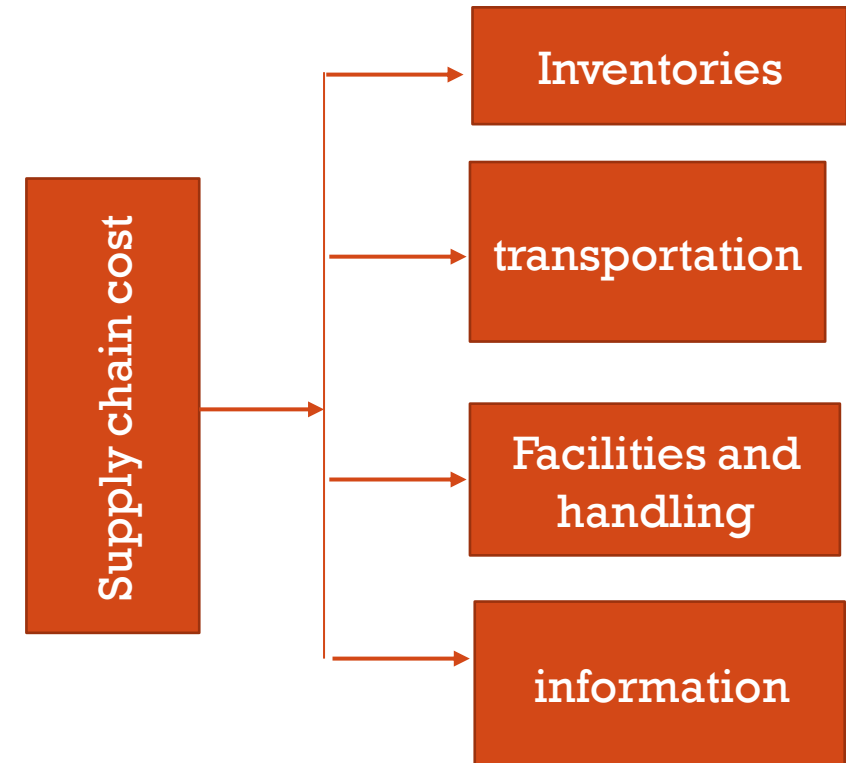 Supply chain cost
Inventories
transportation
Facilities and
handling
information